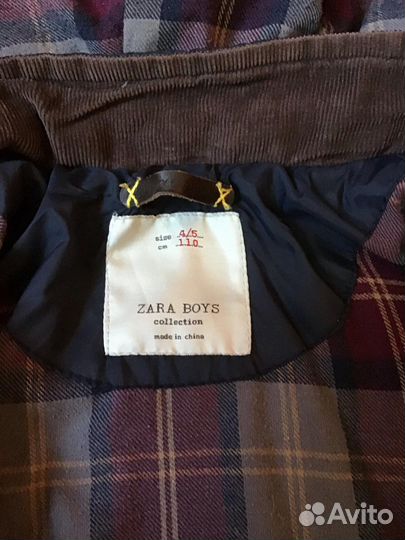 size 4/5
cm 110
ZARA BOYS
collection
made in china
Avito